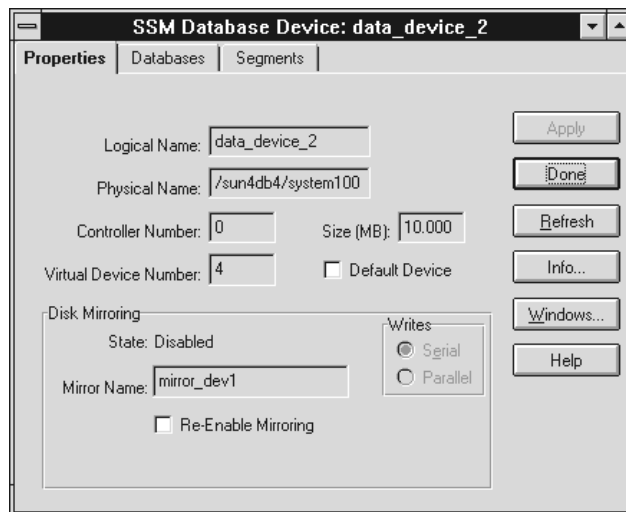 SSM Database Device: data_device_2
Properties Databases Segments
Logical Name: data_device_2
Physical Name: /sun4db4/system100
Controller Number: 0 Size (MB): 10.000
Virtual Device Number: 4 Default Device
Disk Mirroring
State: Disabled
Mirror Name: mirror_dev1
Re-Enable Mirroring
Writes
Serial
Parallel
Apply
Done
Refresh
Info...
Windows...
Help